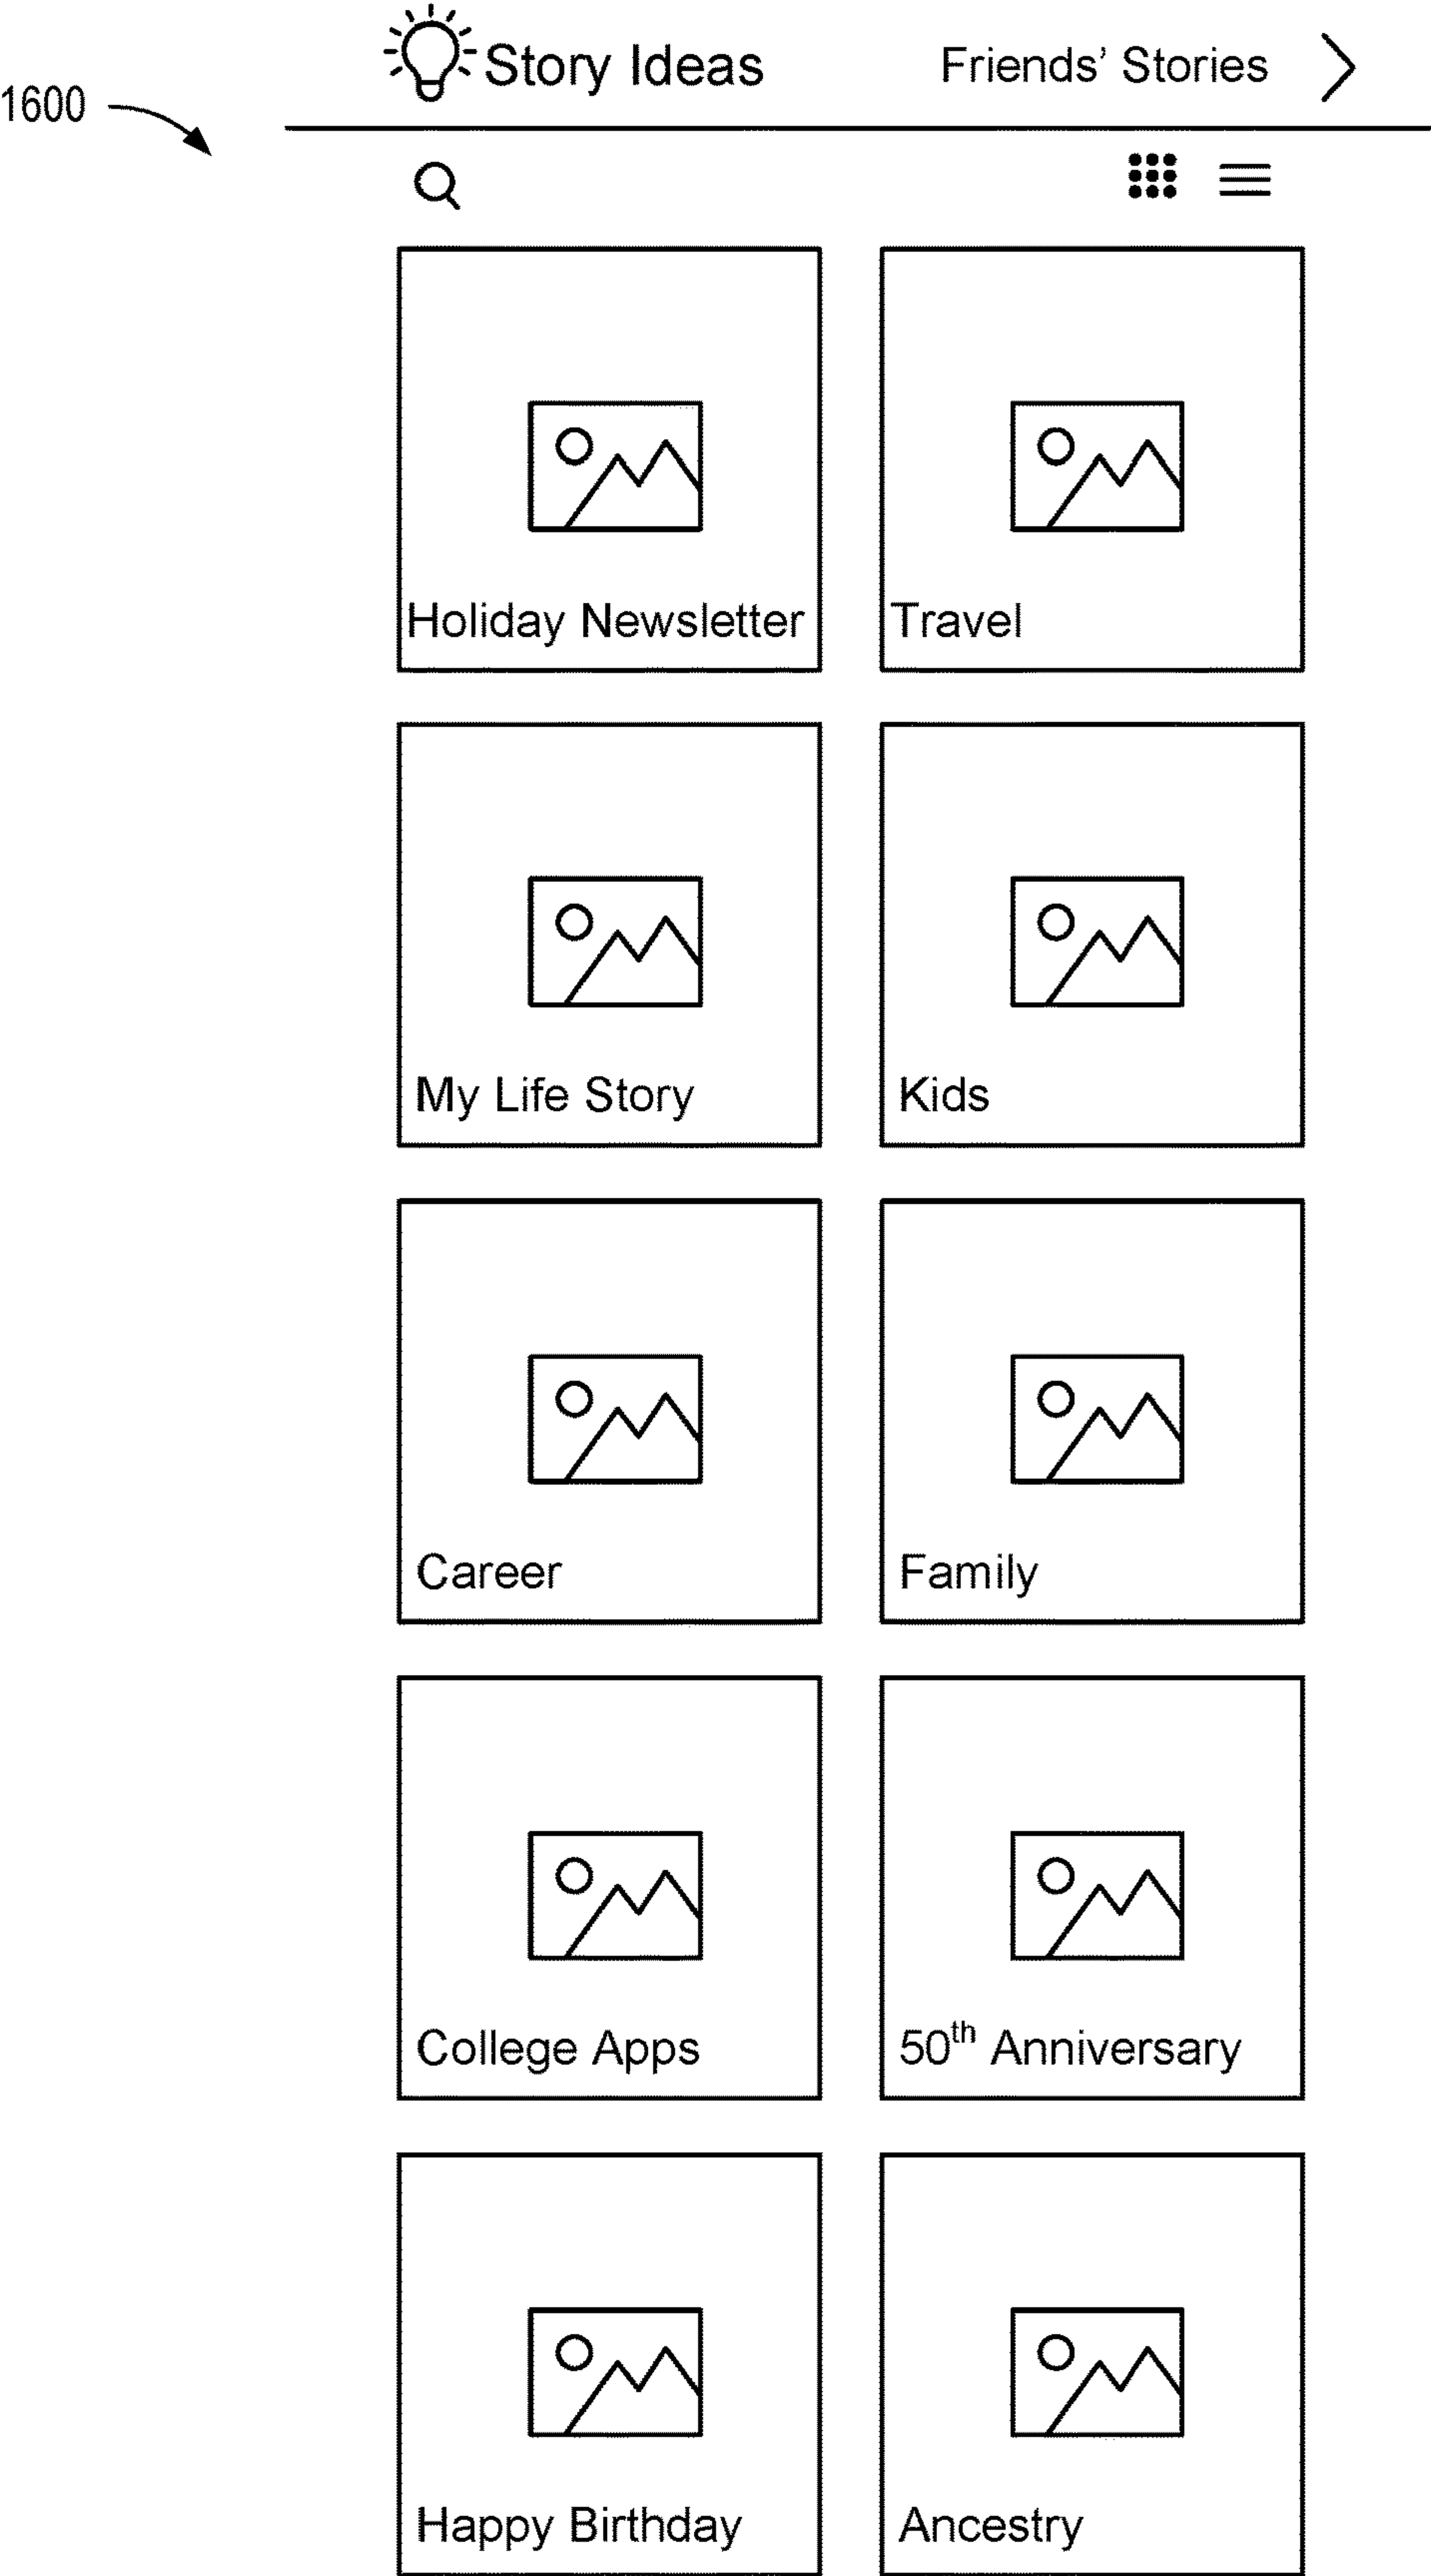 Story Ideas Friends’ Stories
1600
Holiday Newsletter Travel
My Life Story Kids
Career Family
College Apps 50th Anniversary
Happy Birthday Ancestry